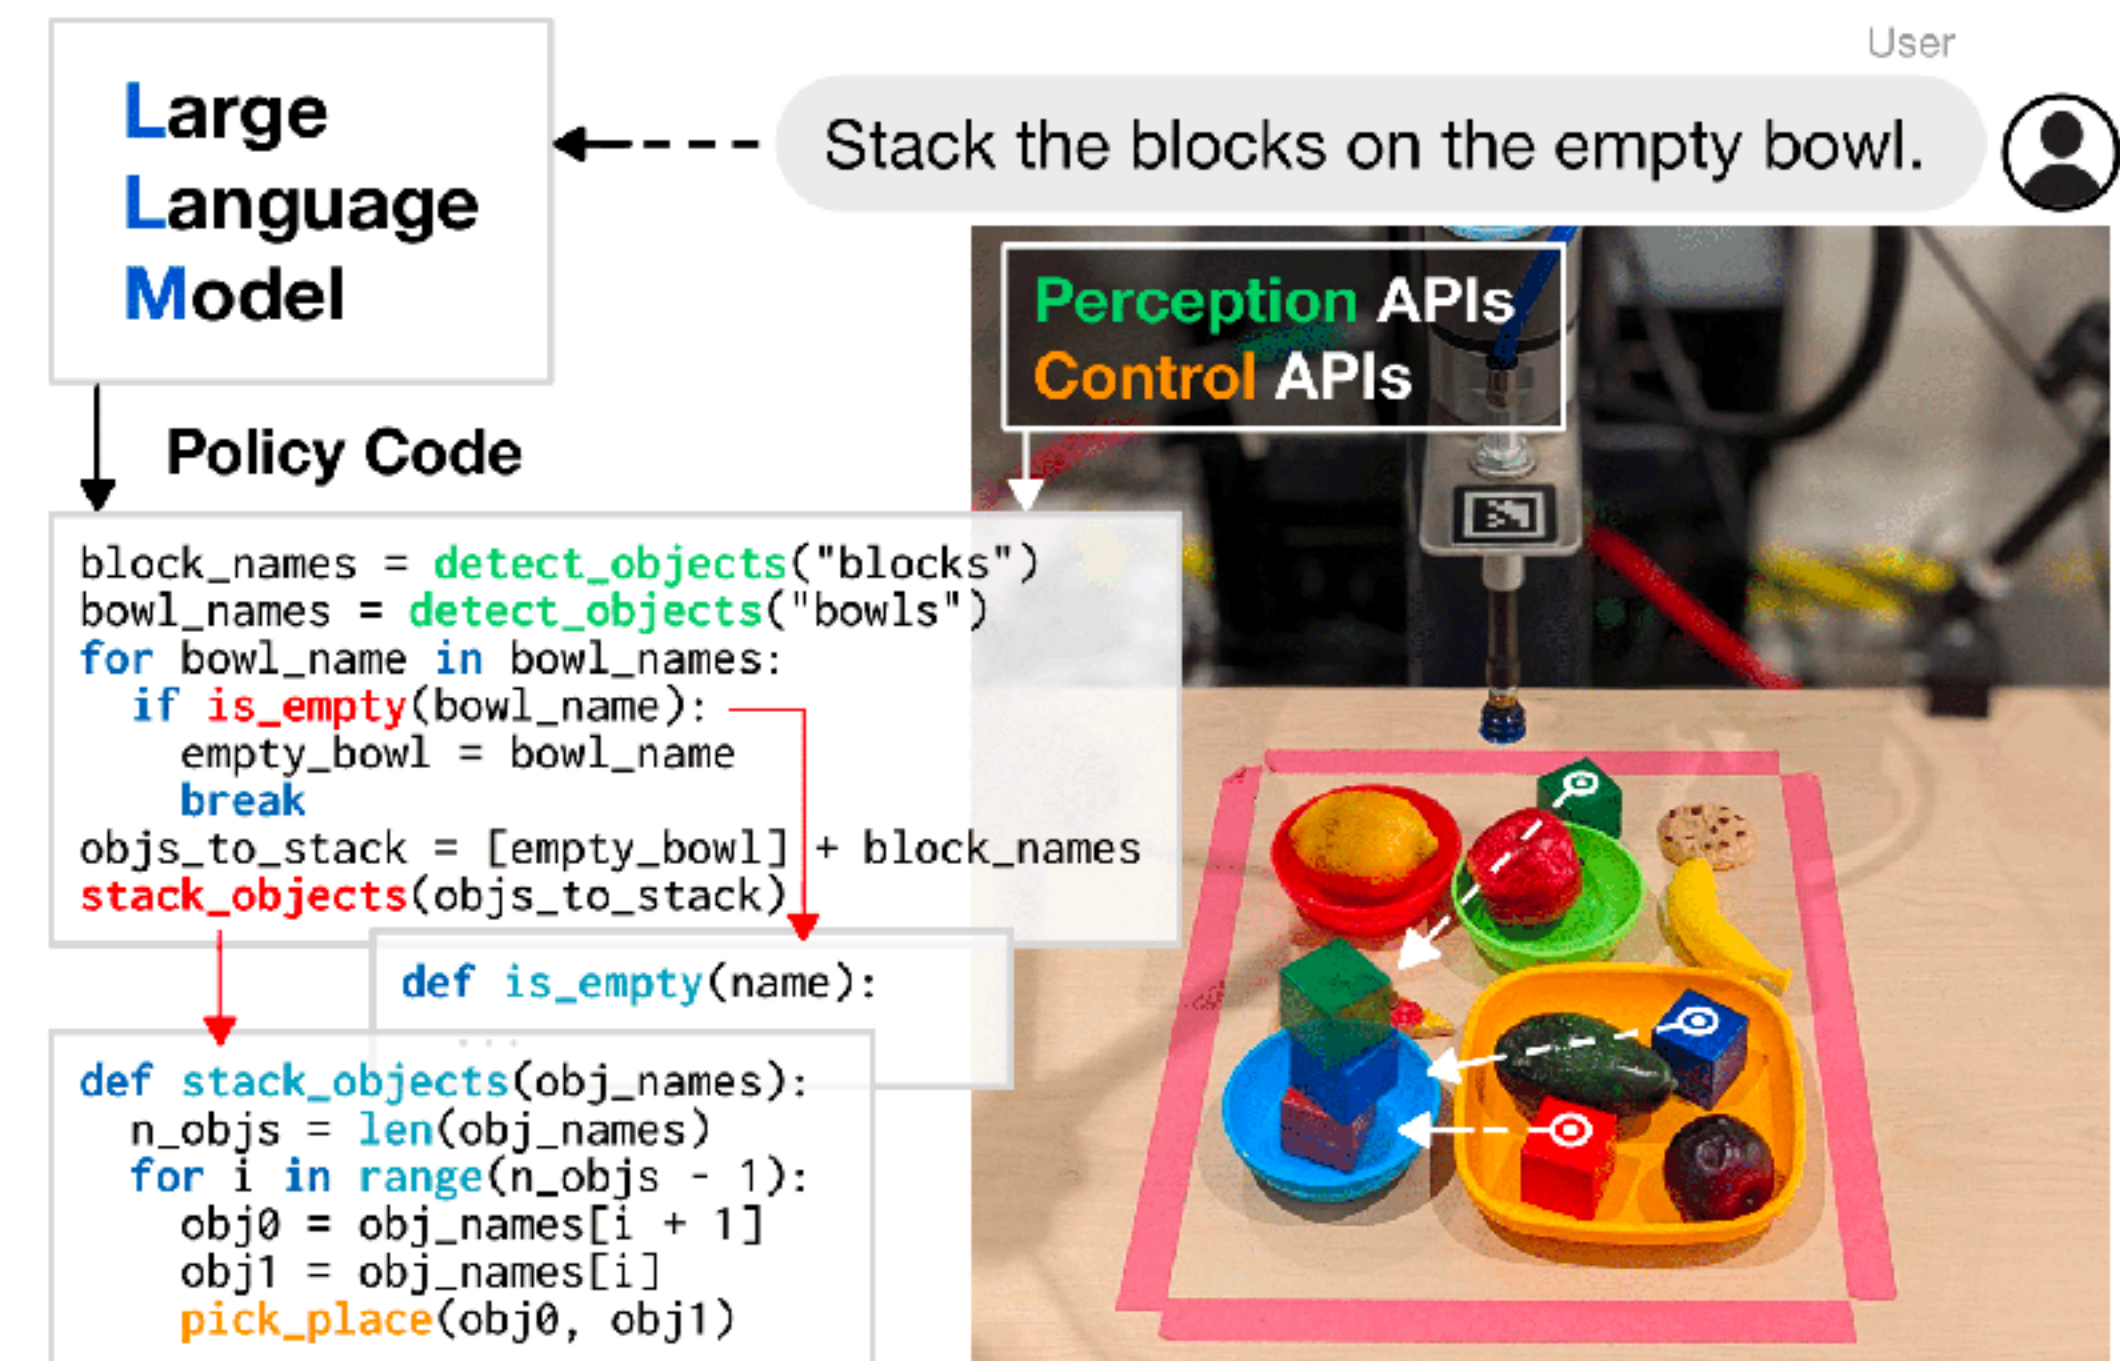 Large
Language
Model
User
Stack the blocks on the empty bowl.
Perception APIs
Control APIs
Policy Code
block_names = detect_objects("blocks")
bowl_names = detect_objects("bowls")
for bowl_name in bowl_names:
  if is_empty(bowl_name):
    empty_bowl = bowl_name
    break
objs_to_stack = [empty_bowl] + block_names
stack_objects(objs_to_stack)
def is_empty(name):
...
def stack_objects(obj_names):
  n_objs = len(obj_names)
  for i in range(n_objs - 1):
    obj0 = obj_names[i + 1]
    obj1 = obj_names[i]
    pick_place(obj0, obj1)